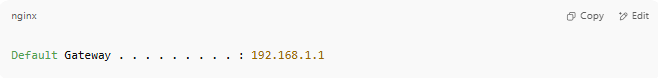 nginx
Copy
Edit
Default Gateway . . . . . . . . . : 192.168.1.1